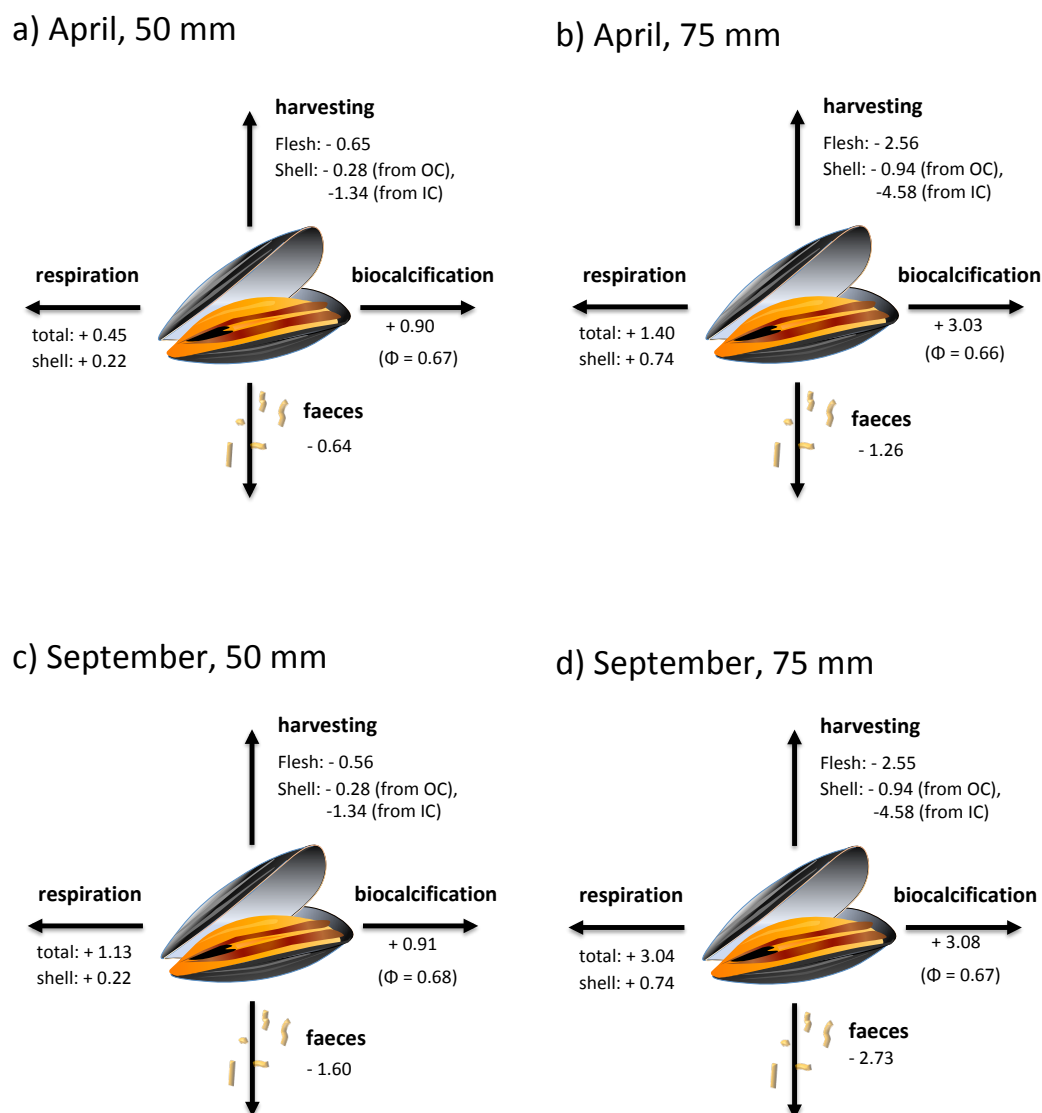 a) April, 50 mm
harvesting
Flesh: - 0.65
Shell: - 0.28 (from OC),
-1.34 (from IC)
respiration
total: + 0.45
shell: + 0.22
biocalcification
+ 0.90
(Φ = 0.67)
faeces
- 0.64
b) April, 75 mm
harvesting
Flesh: - 2.56
Shell: - 0.94 (from OC),
-4.58 (from IC)
respiration
total: + 1.40
shell: + 0.74
biocalcification
+ 3.03
(Φ = 0.66)
faeces
- 1.26
c) September, 50 mm
harvesting
Flesh: - 0.56
Shell: - 0.28 (from OC),
-1.34 (from IC)
respiration
total: + 1.13
shell: + 0.22
biocalcification
+ 0.91
(Φ = 0.68)
faeces
- 1.60
d) September, 75 mm
harvesting
Flesh: - 2.55
Shell: - 0.94 (from OC),
-4.58 (from IC)
respiration
total: + 3.04
shell: + 0.74
biocalcification
+ 3.08
(Φ = 0.67)
faeces
- 2.73